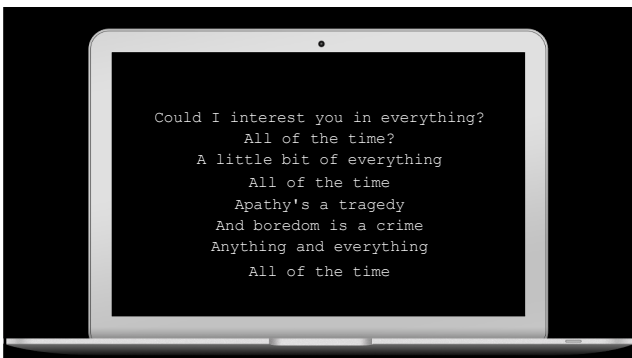 Could I interest you in everything?
All of the time?
A little bit of everything
All of the time
Apathy's a tragedy
And boredom is a crime
Anything and everything
All of the time